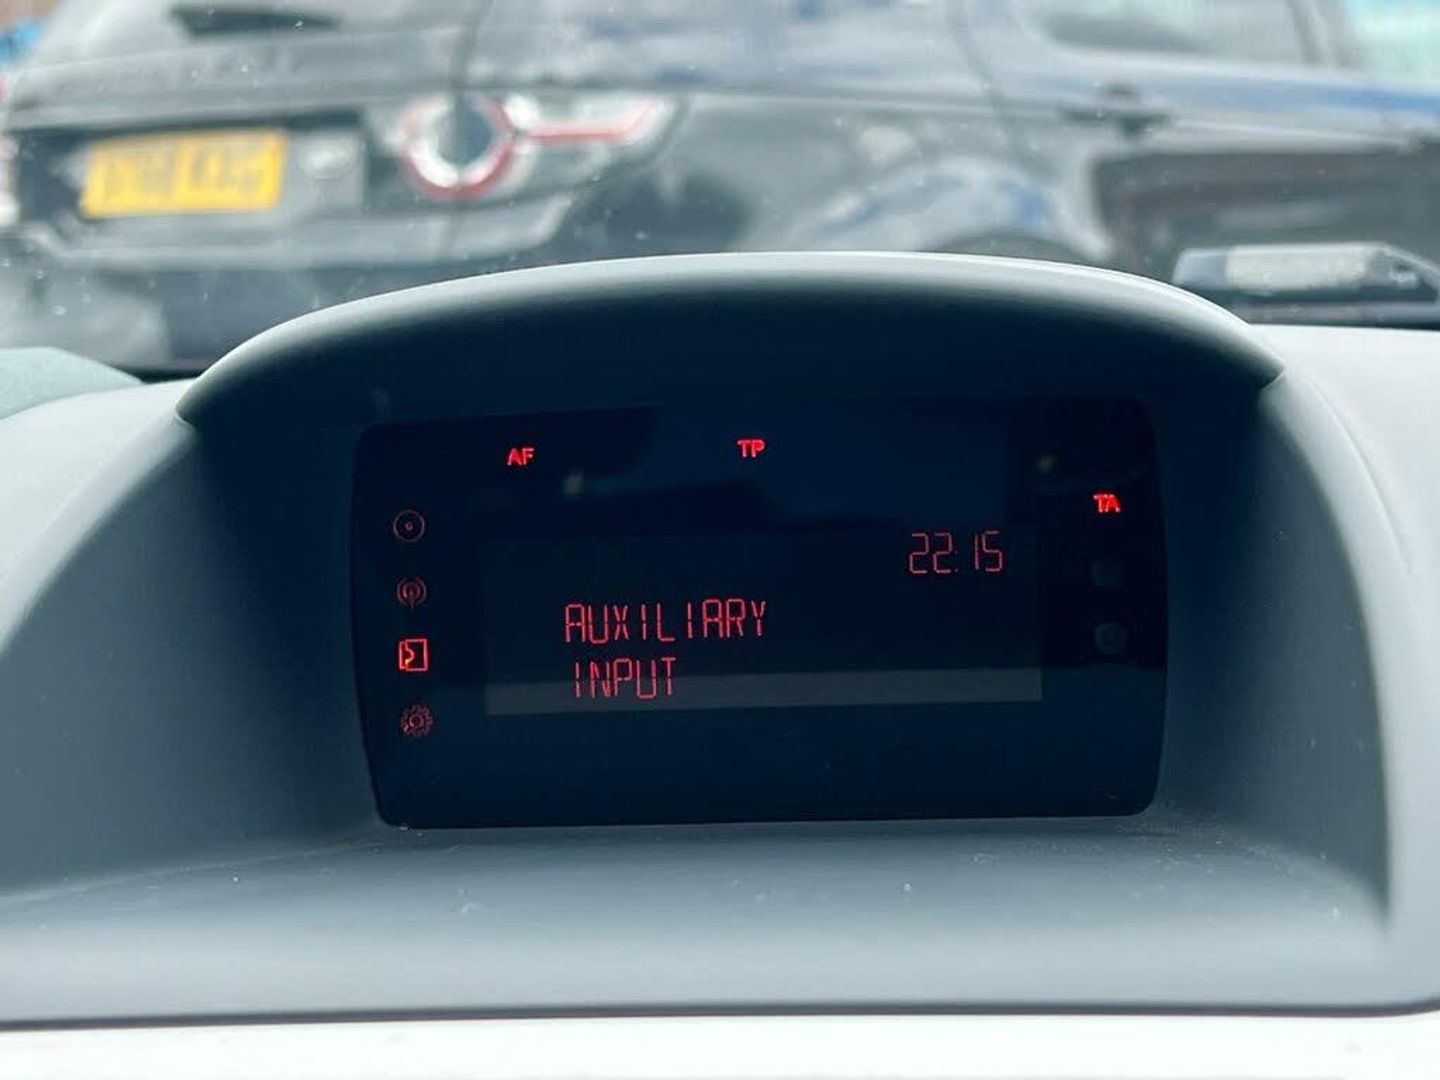 AF TP
TA
22.15
AUXILIARY
INPUT